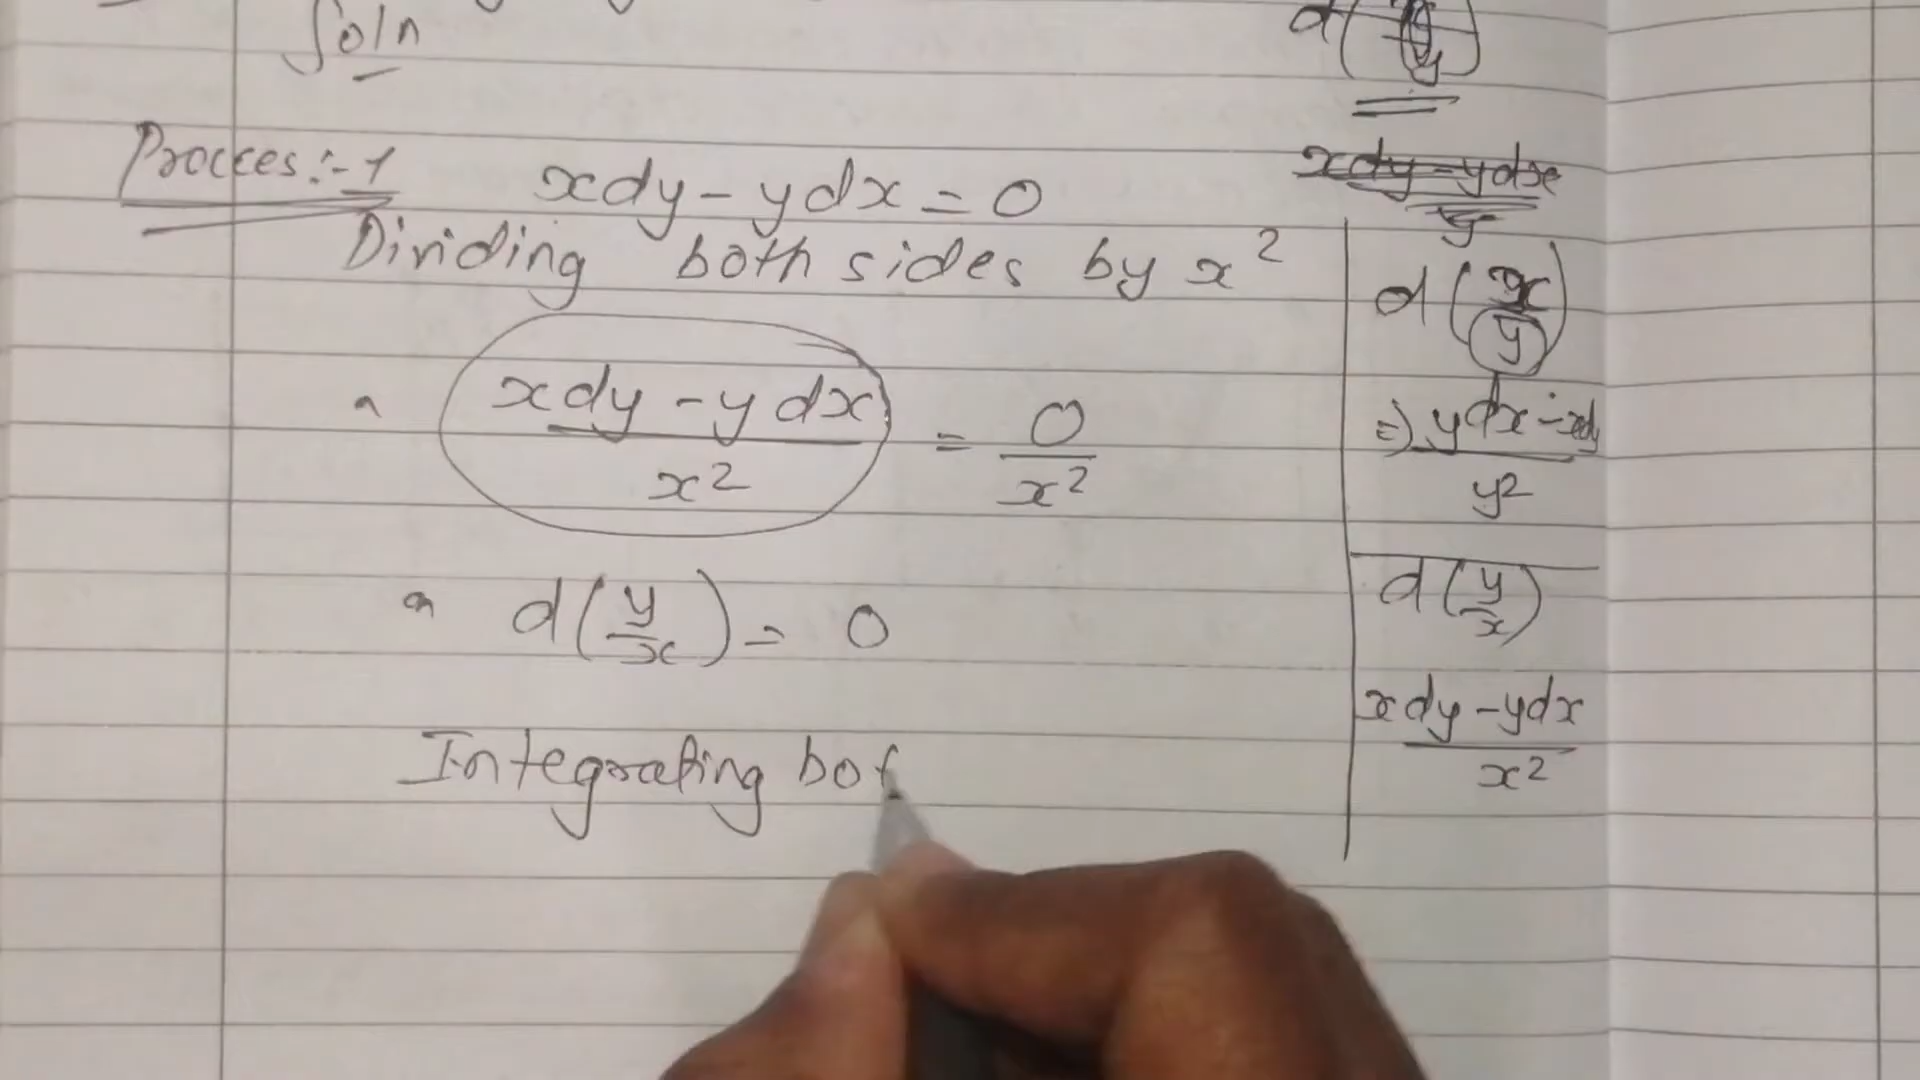 Soln
Procces:-1
xdy - ydx = 0
Dividing both sides by x²
(xdy - ydx)/x² = 0/x²
d(y/x) = 0
Integrating bot
xdy - ydx
y
d(x/y)
=) ydx - xdy
y²
d(y/x)
xdy - ydx
x²